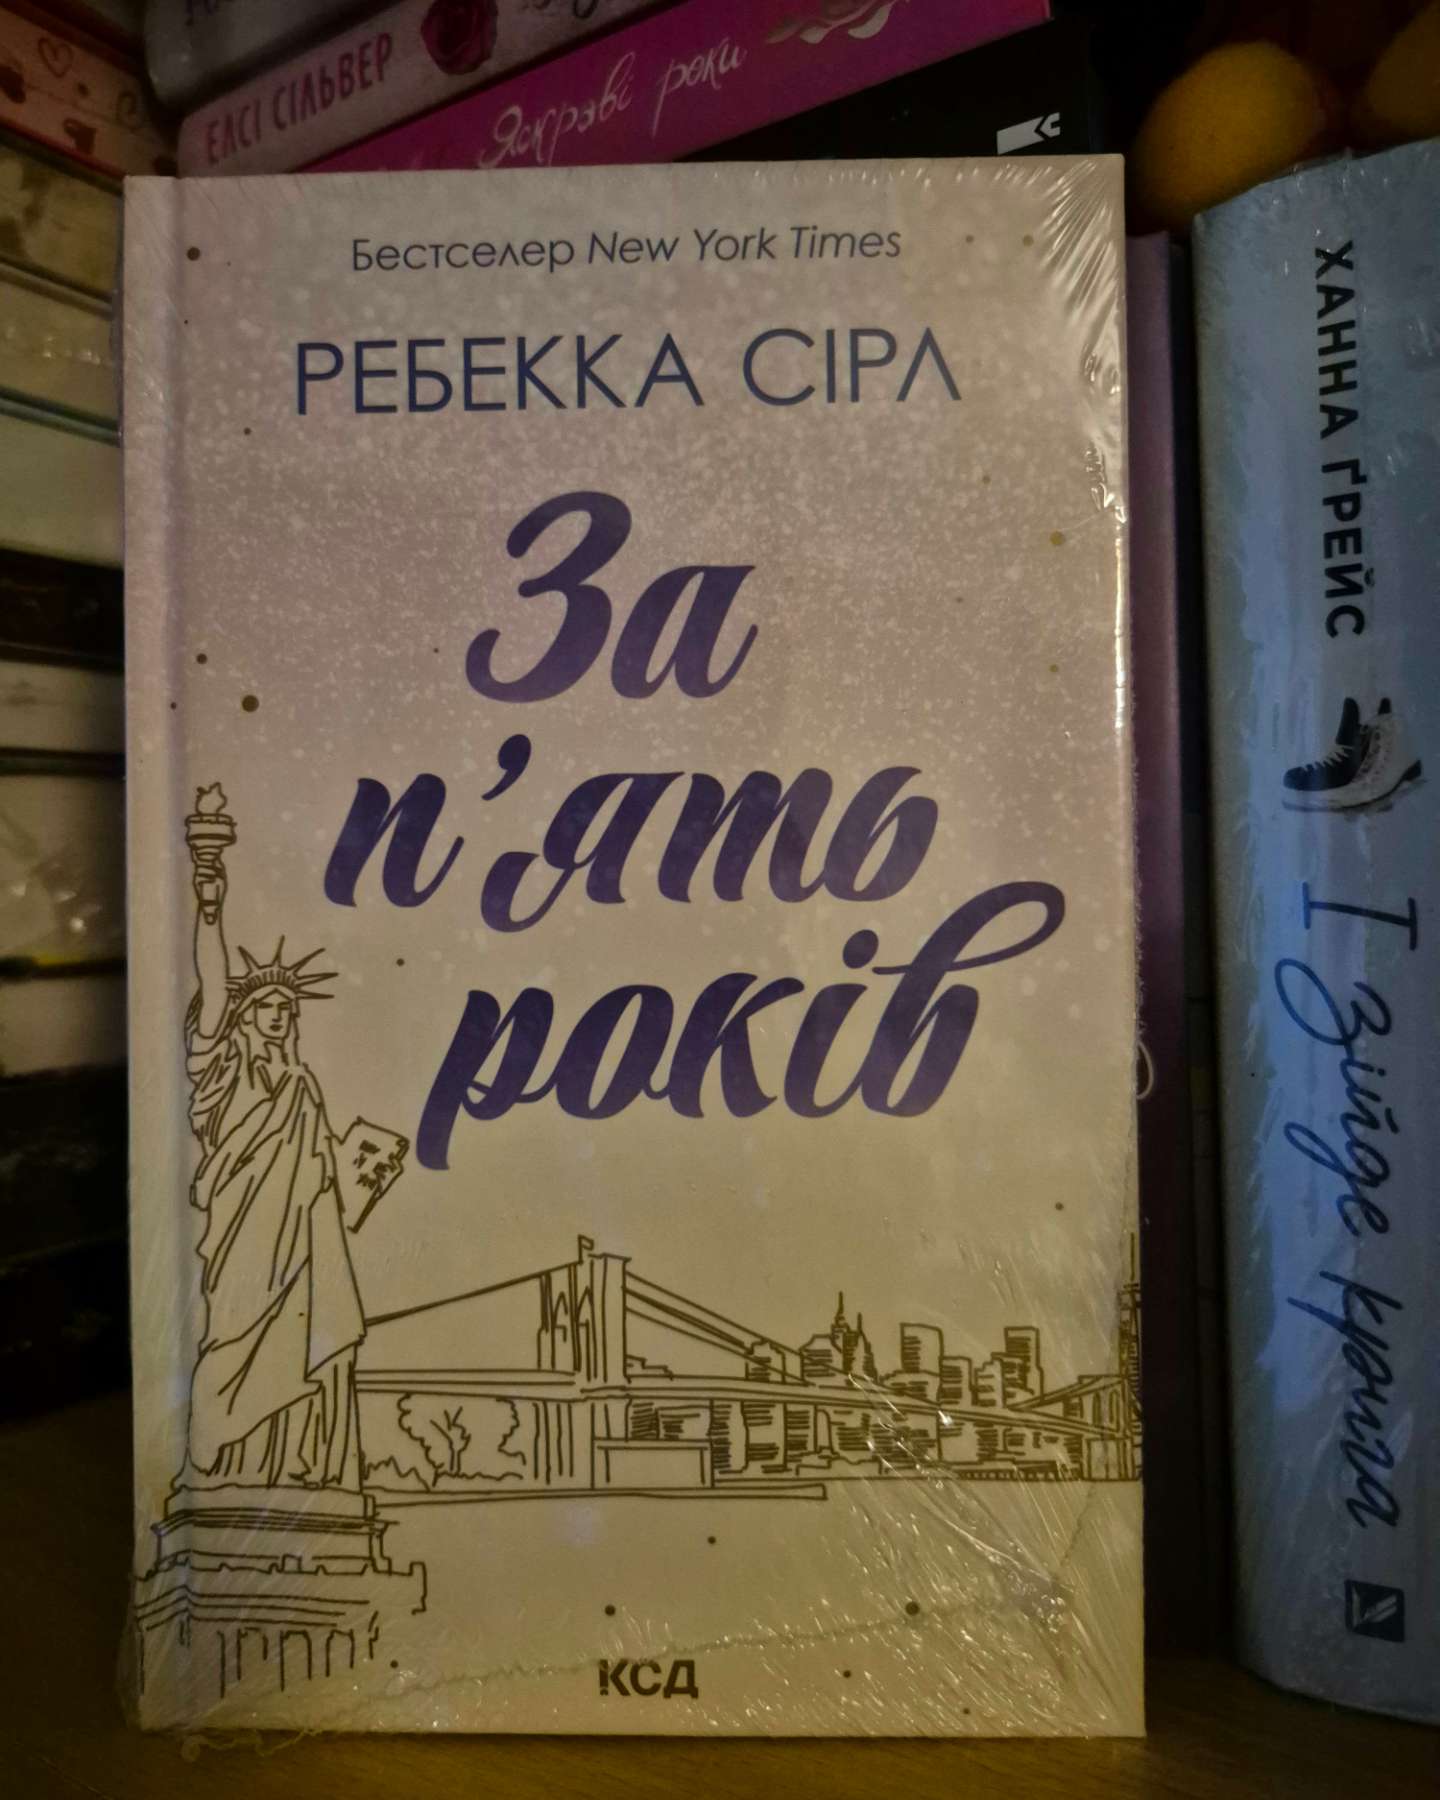 ЕЛСІ СІЛЬВЕР
Яскраві роки
Бестселер New York Times
РЕБЕККА СІРЛ
За
п'ять
років
КСД
ХАННА ҐРЕЙС
І зійде крига